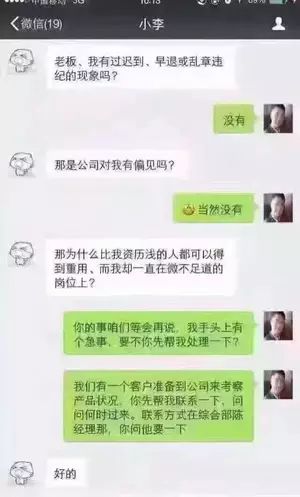 中国移动 3G
16:13
69%
微信(19)
小李
老板、我有过迟到、早退或乱章违
纪的现象吗?
没有
那是公司对我有偏见吗?
当然没有
那为什么比我资历浅的人都可以得
到重用、而我却一直在微不足道的
岗位上?
你的事咱们等会再说，我手头上有
个急事，要不你先帮我处理一下?
我们有一个客户准备到公司来考察
产品状况，你先帮我联系一下，问
问何时过来。联系方式在综合部陈
经理那，你问他要一下
好的